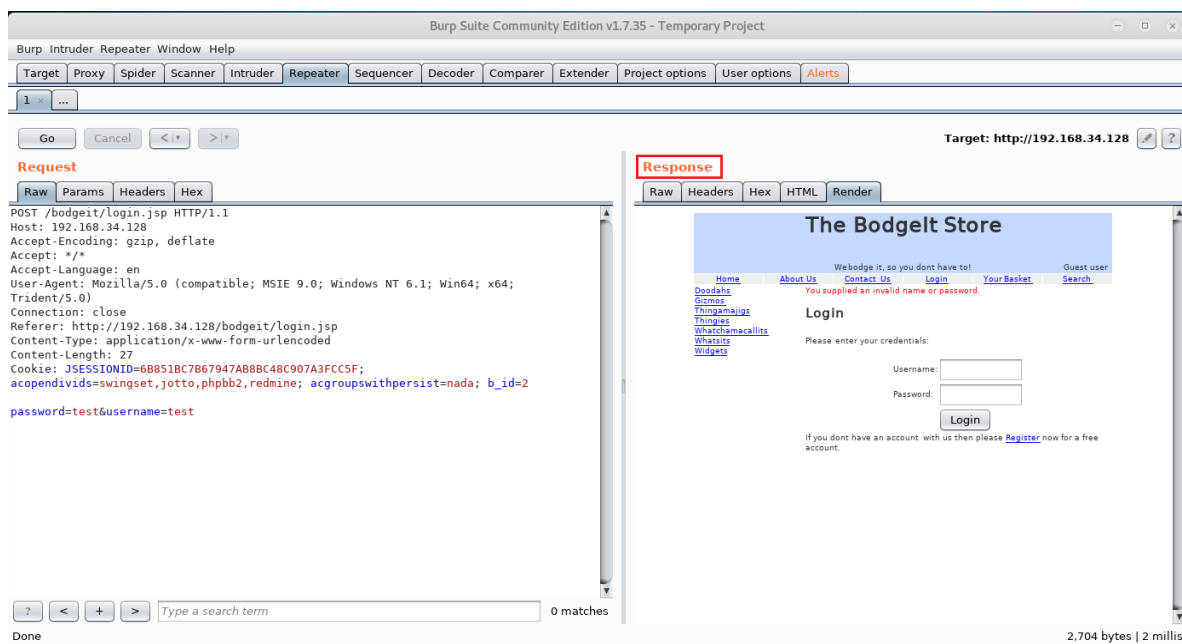 Burp Suite Community Edition v1.7.35 - Temporary Project
Burp Intruder Repeater Window Help
Target Proxy Spider Scanner Intruder Repeater Sequencer Decoder Comparer Extender Project options User options Alerts
1 × ...
Go Cancel < > Target: http://192.168.34.128 ?
Request
Raw Params Headers Hex
POST /bodgeit/login.jsp HTTP/1.1
Host: 192.168.34.128
Accept-Encoding: gzip, deflate
Accept: */*
Accept-Language: en
User-Agent: Mozilla/5.0 (compatible; MSIE 9.0; Windows NT 6.1; Win64; x64;
Trident/5.0)
Connection: close
Referer: http://192.168.34.128/bodgeit/login.jsp
Content-Type: application/x-www-form-urlencoded
Content-Length: 27
Cookie: JSESSIONID=6B851BC7B67947AB8BC48C907A3FCC5F;
acopendivids=swingset,jotto,phpbb2,redmine; acgroupswithpersist=nada; b_id=2
password=test&username=test
? < + > Type a search term 0 matches
Response
Raw Headers Hex HTML Render
The BodgeIt Store
We bodge it, so you dont have to! Guest user
Home About Us Contact Us Login Your Basket Search
Doodahs
Gizmos
Thingamajigs
Thingies
Whatchamacallits
Whatsits
Widgets
You supplied an invalid name or password.
Login
Please enter your credentials:
Username:
Password:
Login
If you dont have an account with us then please Register now for a free
account.
Done 2,704 bytes | 2 millis